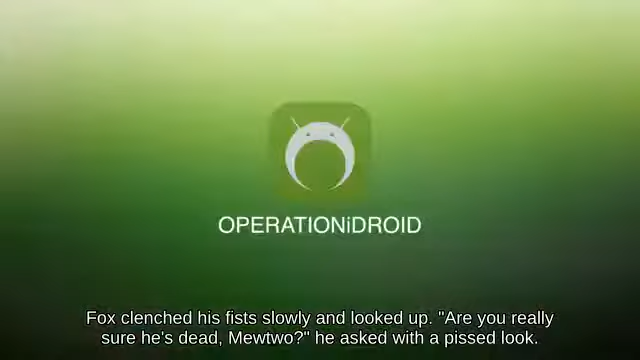 OPERATIONiDROID
Fox clenched his fists slowly and looked up. "Are you really
sure he's dead, Mewtwo?" he asked with a pissed look.